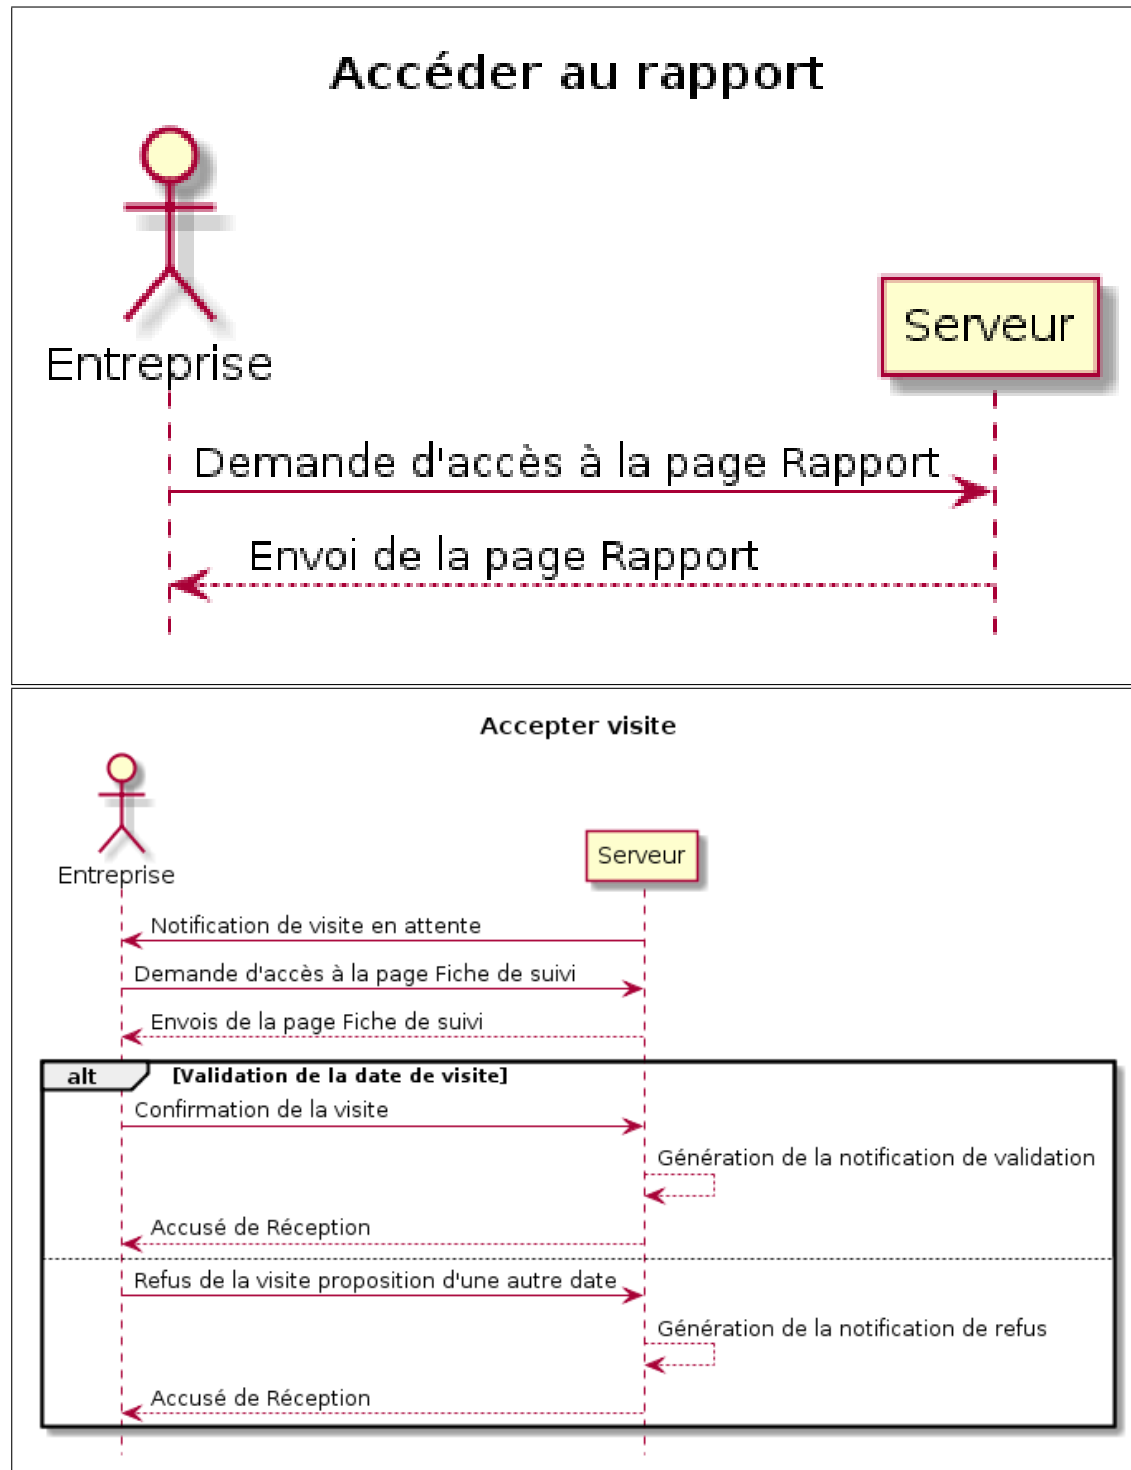 Accéder au rapport
Entreprise
Serveur
Demande d'accès à la page Rapport
Envoi de la page Rapport
Accepter visite
Entreprise
Serveur
Notification de visite en attente
Demande d'accès à la page Fiche de suivi
Envois de la page Fiche de suivi
alt [Validation de la date de visite]
Confirmation de la visite
Génération de la notification de validation
Accusé de Réception
Refus de la visite proposition d'une autre date
Génération de la notification de refus
Accusé de Réception